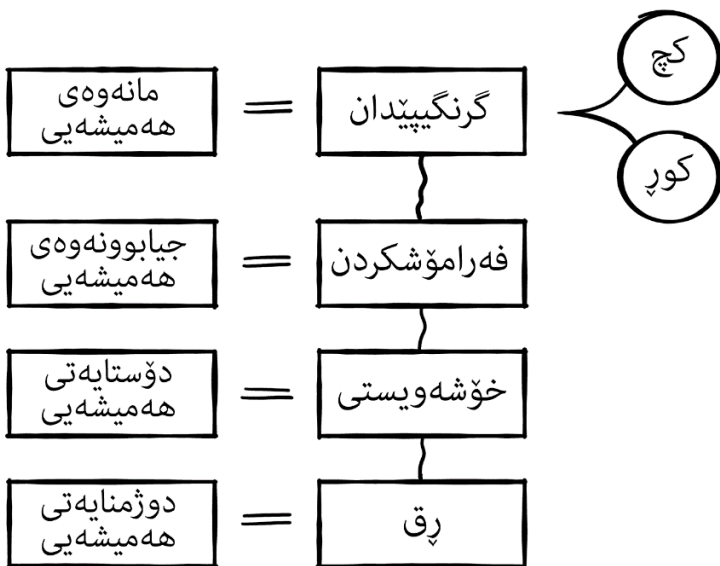 کچ
کوڕ
گرنگیپێدان
=
مانەوەی
هەمیشەیی
فەرامۆشکردن
=
جیابوونەوەی
هەمیشەیی
خۆشەویستی
=
دۆستایەتی
هەمیشەیی
ڕق
=
دوژمنایەتی
هەمیشەیی